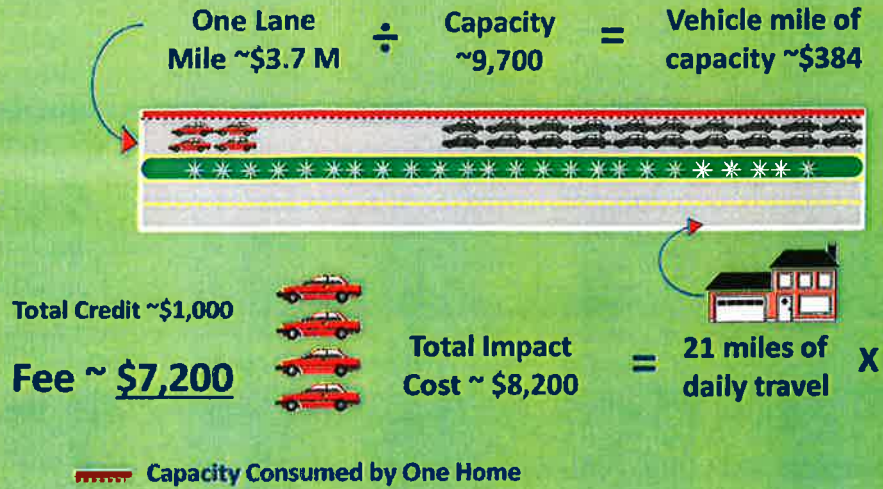 One Lane
Mile ~$3.7 M
÷
Capacity
~9,700
=
Vehicle mile of
capacity ~$384
Total Credit ~$1,000
Fee ~ $7,200
Total Impact
Cost ~ $8,200
=
21 miles of
daily travel
X
Capacity Consumed by One Home